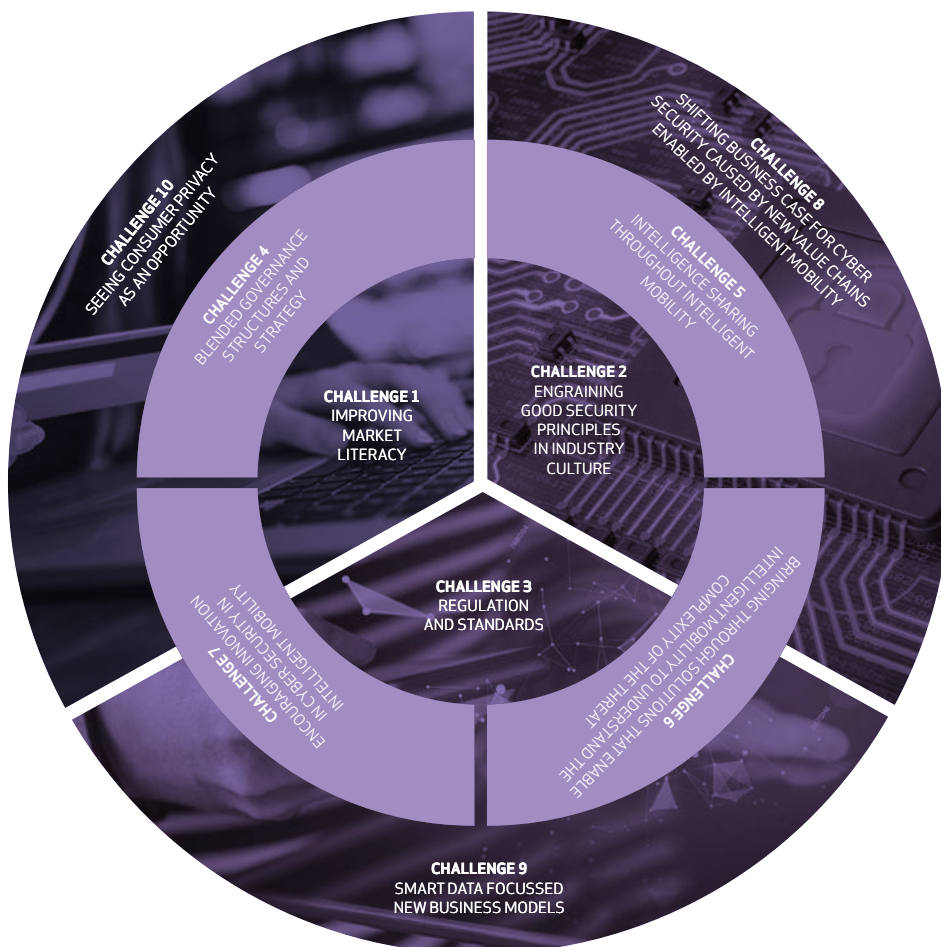 CHALLENGE 1
IMPROVING
MARKET
LITERACY
CHALLENGE 2
ENGRAINING
GOOD SECURITY
PRINCIPLES
IN INDUSTRY
CULTURE
CHALLENGE 3
REGULATION
AND STANDARDS
CHALLENGE 4
BLENDED GOVERNANCE
STRUCTURES AND
STRATEGY
CHALLENGE 5
INTELLIGENCE SHARING
THROUGHOUT INTELLIGENT
MOBILITY
CHALLENGE 6
BRINGING THROUGH SOLUTIONS THAT ENABLE
INTELLIGENT MOBILITY TO UNDERSTAND THE
COMPLEXITY OF THE THREAT
CHALLENGE 7
ENCOURAGING INNOVATION
IN CYBER SECURITY IN
INTELLIGENT MOBILITY
CHALLENGE 8
SHIFTING BUSINESS CASE FOR CYBER
SECURITY CAUSED BY NEW VALUE CHAINS
ENABLED BY INTELLIGENT MOBILITY
CHALLENGE 9
SMART DATA FOCUSSED
NEW BUSINESS MODELS
CHALLENGE 10
SEEING CONSUMER PRIVACY
AS AN OPPORTUNITY